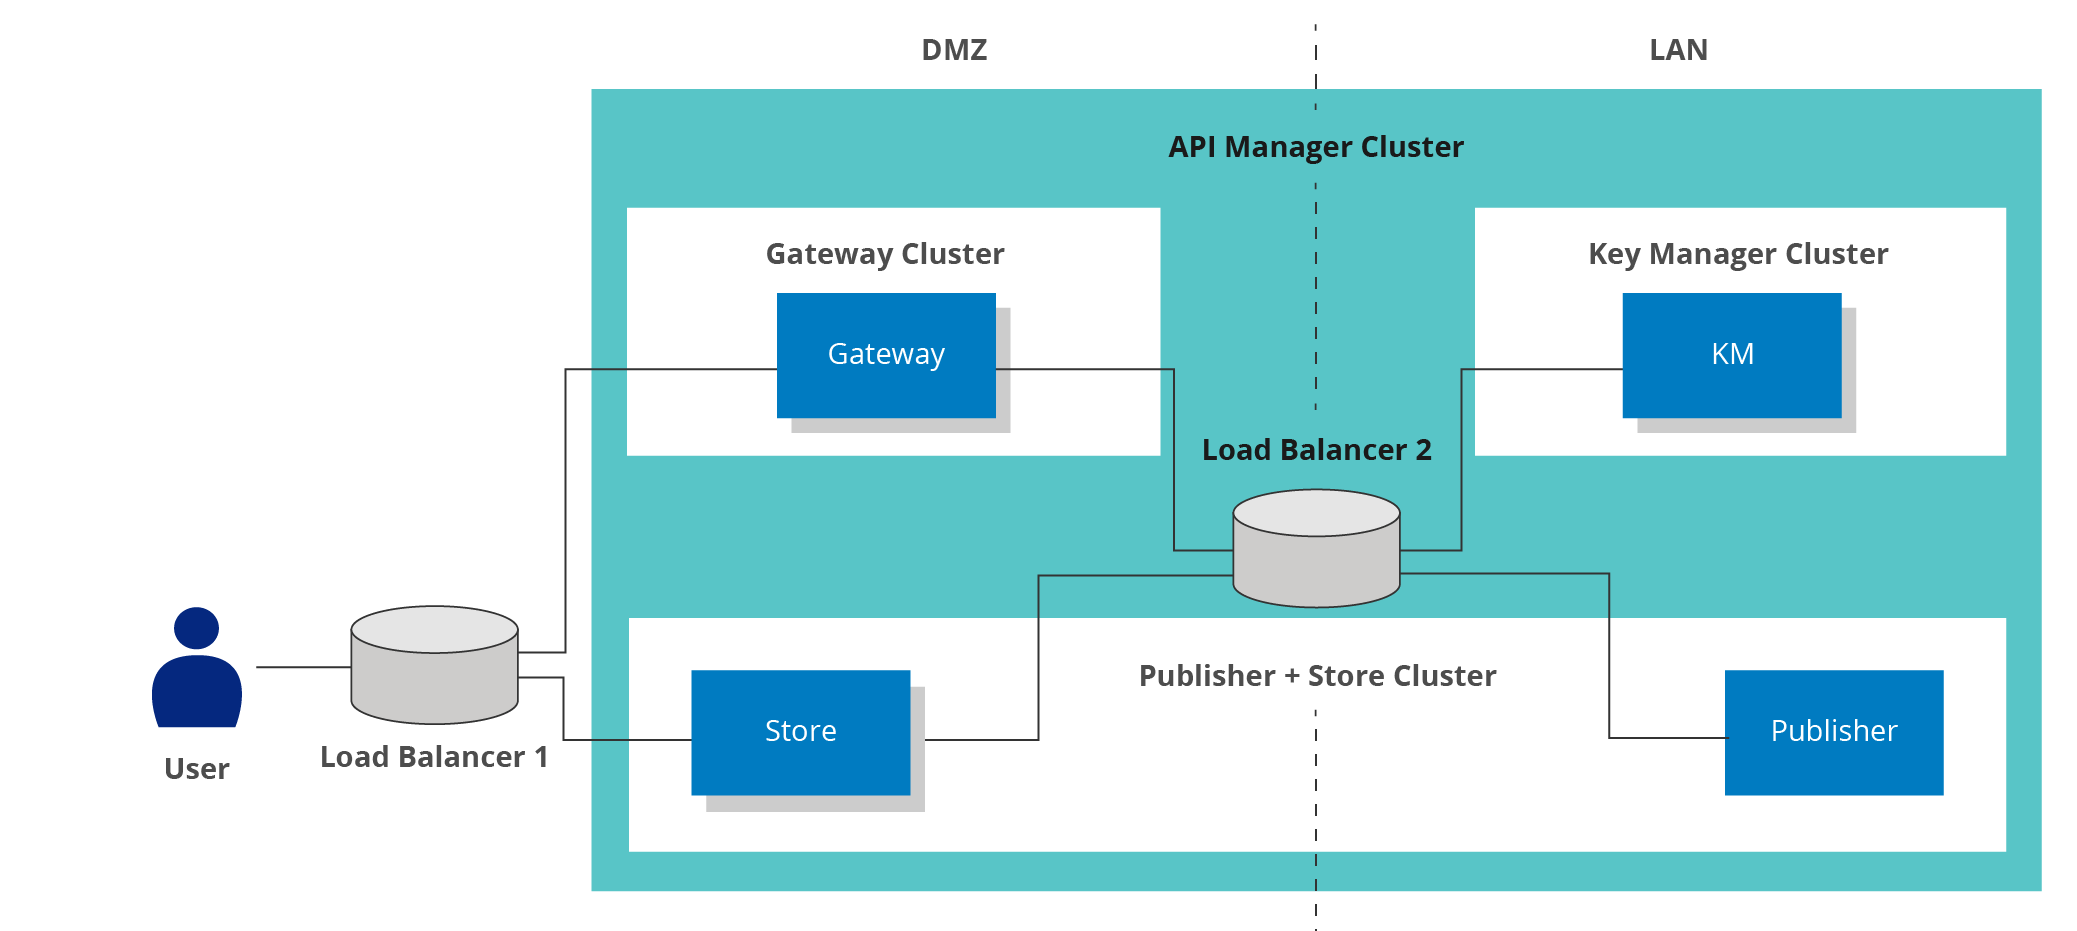 DMZ
LAN
API Manager Cluster
Gateway Cluster
Key Manager Cluster
Gateway
KM
Load Balancer 2
Publisher + Store Cluster
Store
Publisher
Load Balancer 1
User